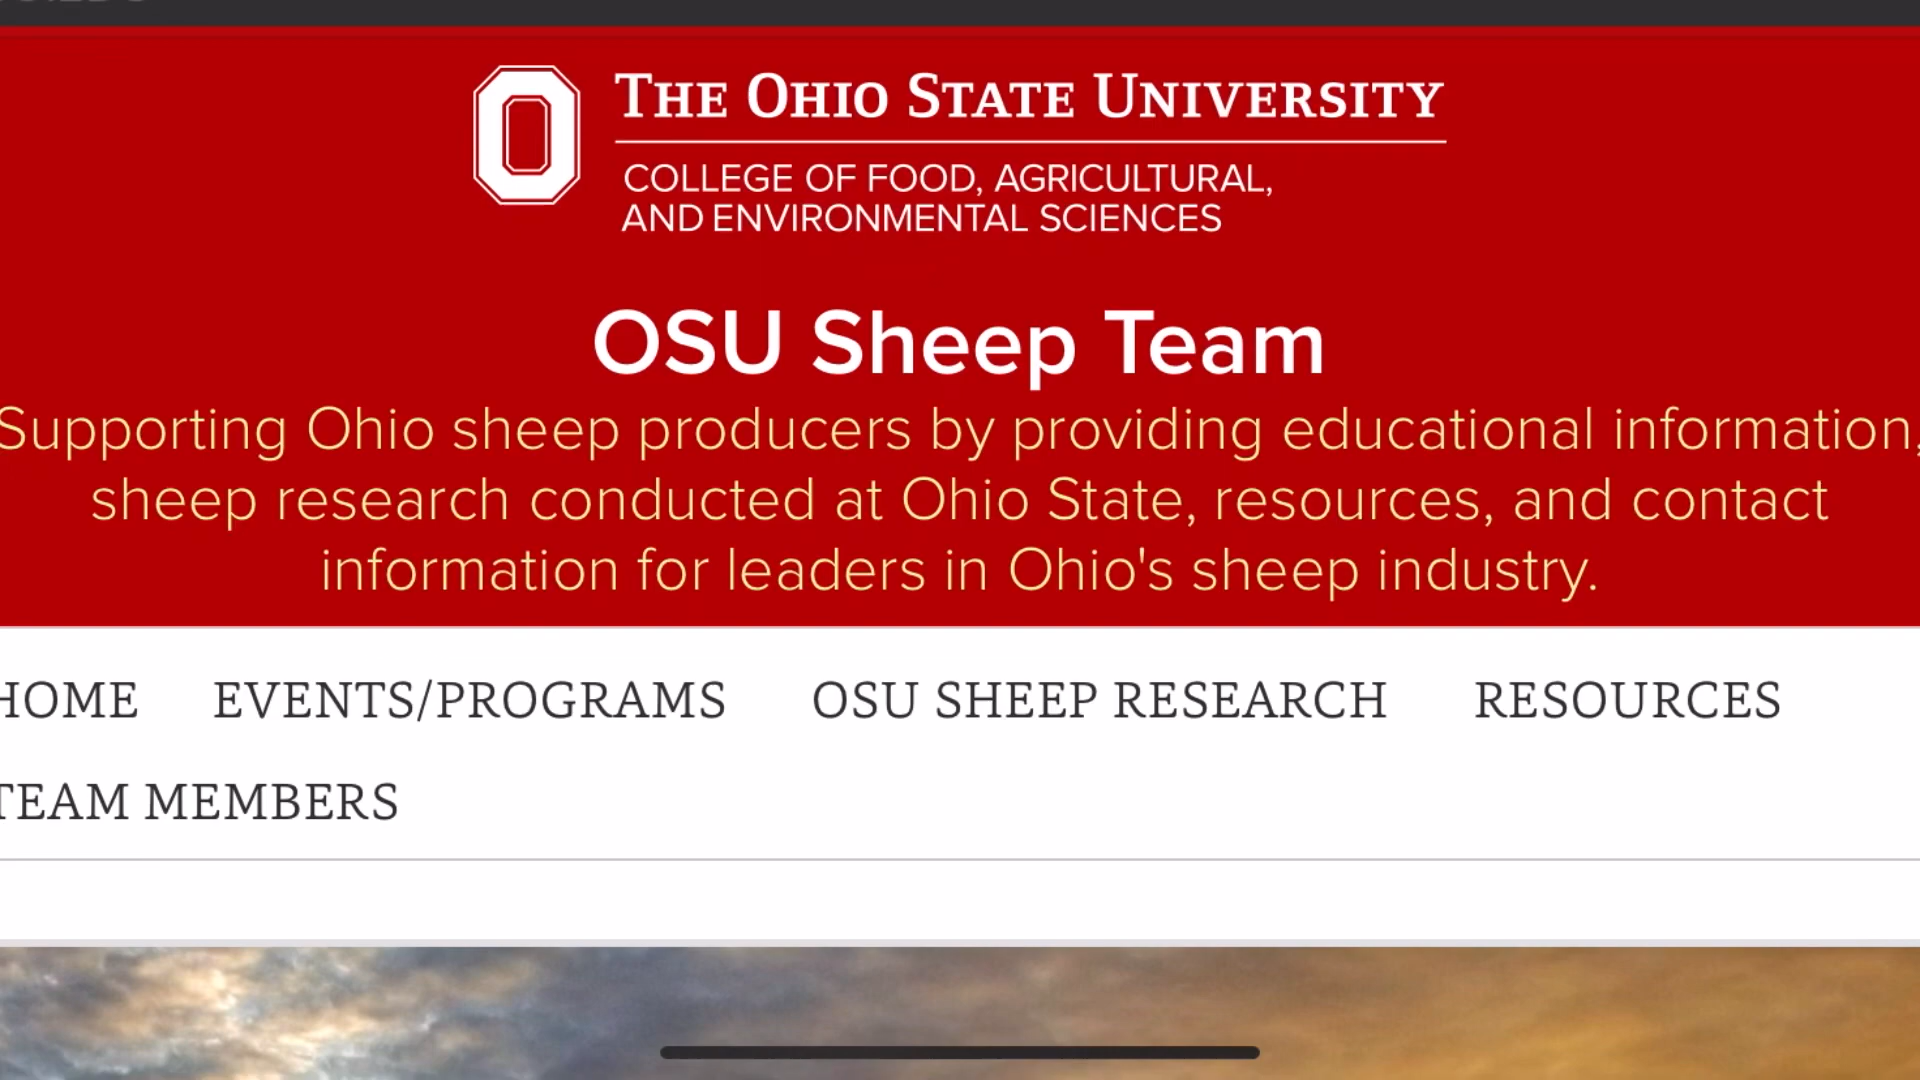 THE OHIO STATE UNIVERSITY
COLLEGE OF FOOD, AGRICULTURAL,
AND ENVIRONMENTAL SCIENCES
OSU Sheep Team
Supporting Ohio sheep producers by providing educational information,
sheep research conducted at Ohio State, resources, and contact
information for leaders in Ohio's sheep industry.
HOME EVENTS/PROGRAMS OSU SHEEP RESEARCH RESOURCES
TEAM MEMBERS